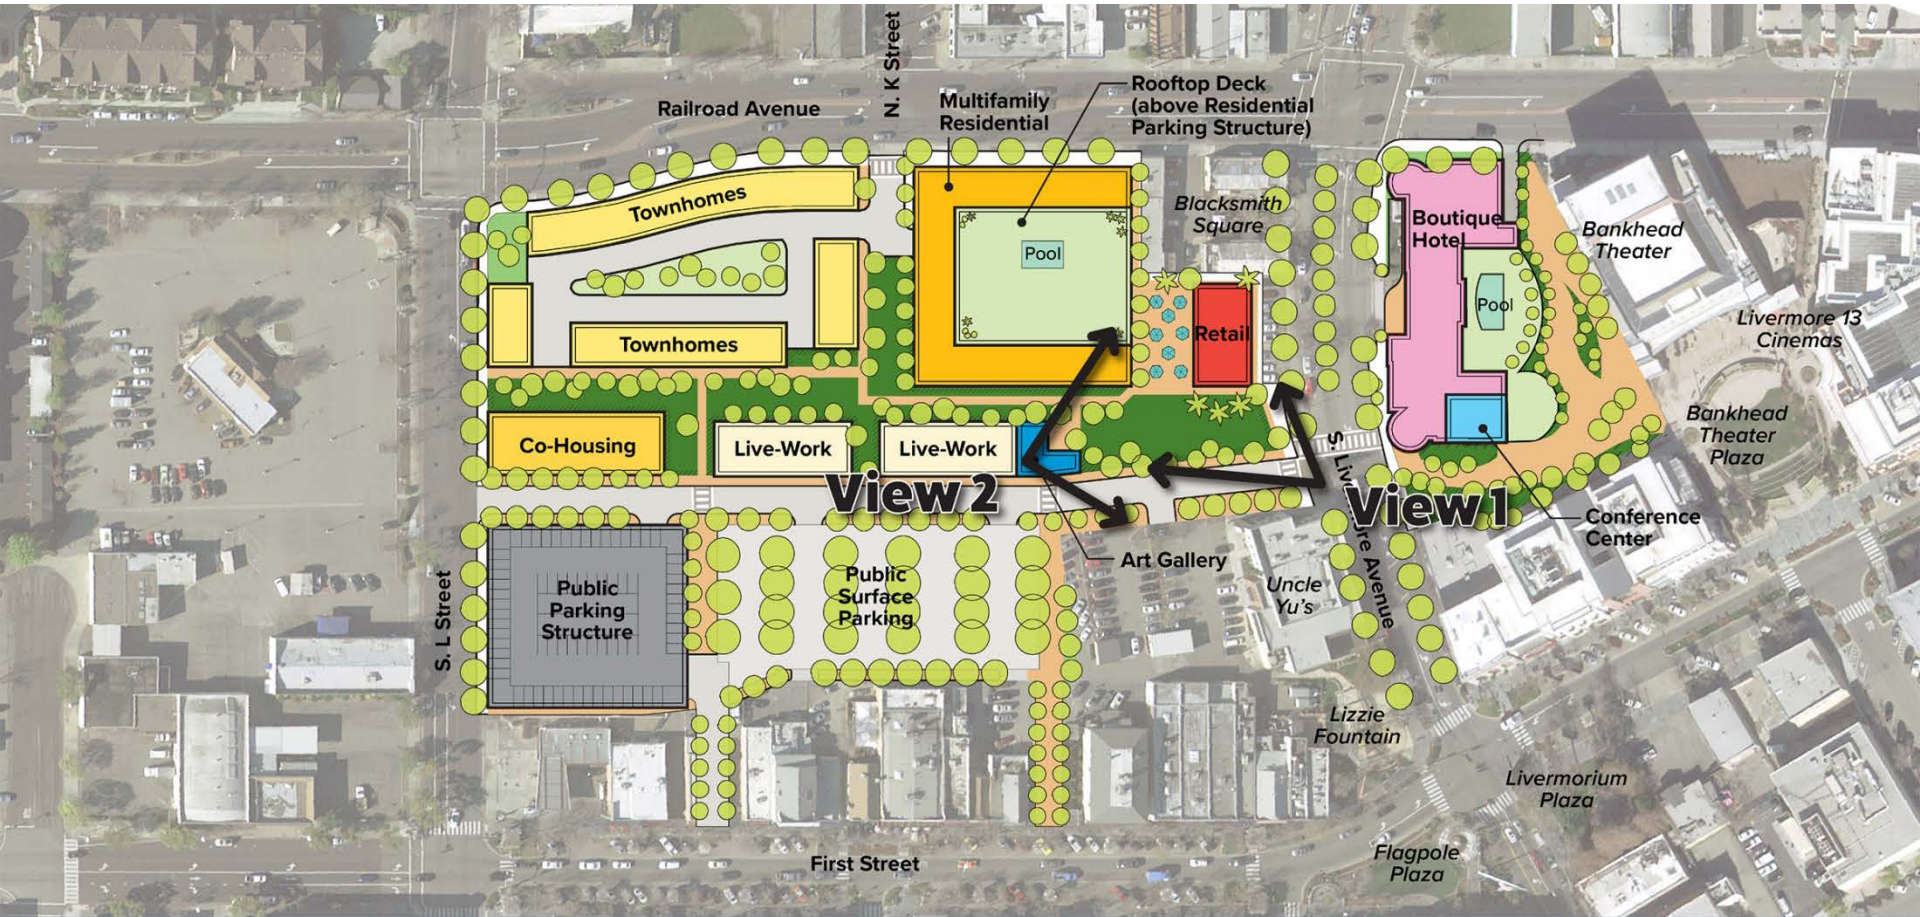 N. K Street
Railroad Avenue
Multifamily
Residential
Rooftop Deck
(above Residential
Parking Structure)
Townhomes
Blacksmith
Square
Boutique
Hotel
Bankhead
Theater
Pool
Pool
Livermore 13
Cinemas
Retail
Townhomes
Bankhead
Theater
Plaza
Co-Housing
Live-Work
Live-Work
S. Livermore Avenue
View 2
View 1
Conference
Center
Art Gallery
Uncle
Yu's
Public
Parking
Structure
Public
Surface
Parking
S. L Street
Lizzie
Fountain
Livermorium
Plaza
First Street
Flagpole
Plaza